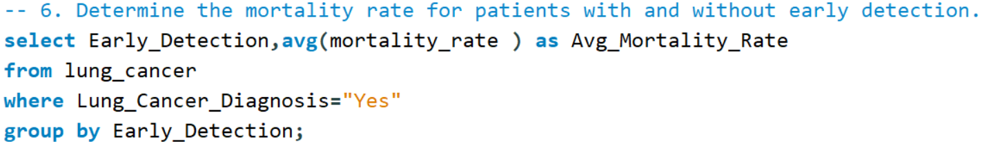 -- 6. Determine the mortality rate for patients with and without early detection.
select Early_Detection,avg(mortality_rate ) as Avg_Mortality_Rate
from lung_cancer
where Lung_Cancer_Diagnosis="Yes"
group by Early_Detection;